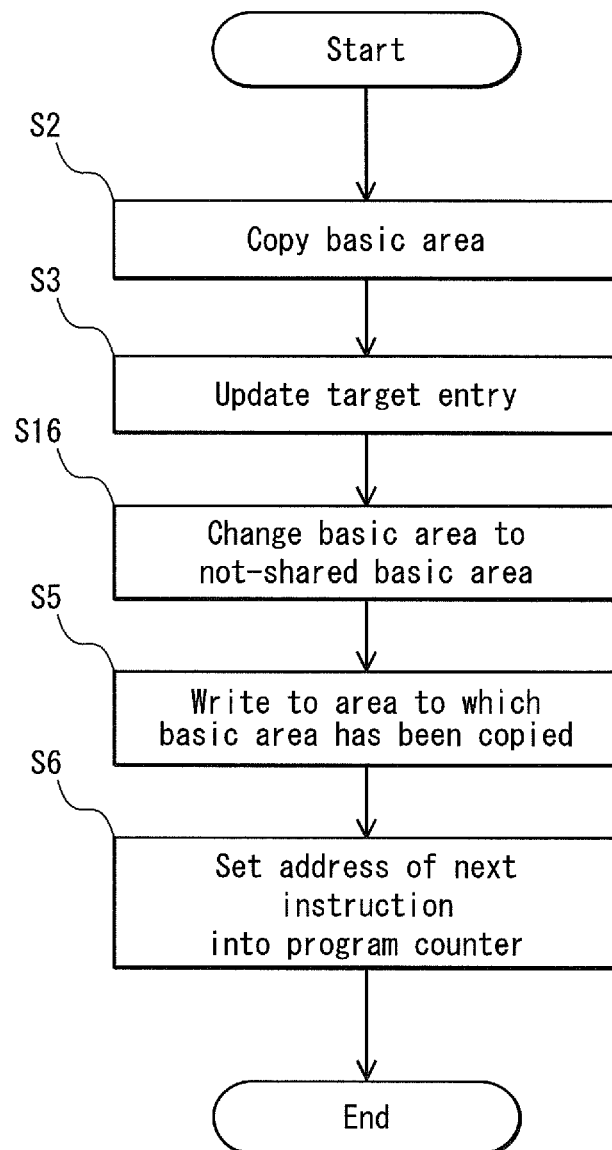 Start
S2
Copy basic area
S3
Update target entry
S16
Change basic area to
not-shared basic area
S5
Write to area to which
basic area has been copied
S6
Set address of next
instruction
into program counter
End